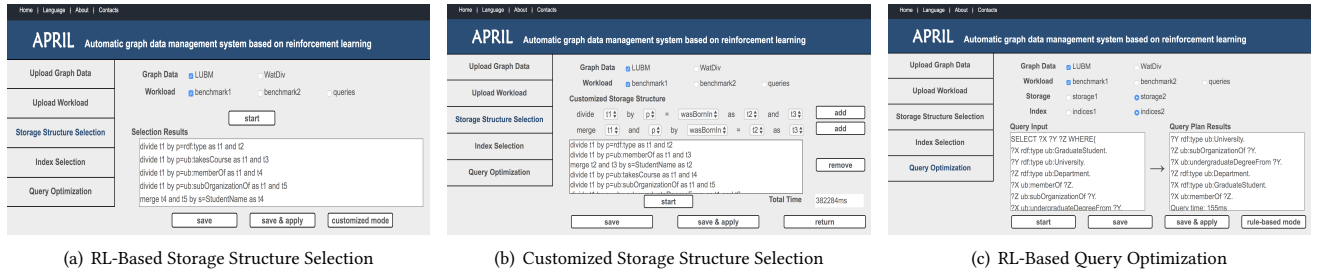 Home | Language | About | Contacts
APRIL Automatic graph data management system based on reinforcement learning
Upload Graph Data
Upload Workload
Storage Structure Selection
Index Selection
Query Optimization
Graph Data LUBM WatDiv
Workload benchmark1 benchmark2 queries
start
Selection Results
divide t1 by p=rdf:type as t1 and t2
divide t1 by p=ub:takesCourse as t1 and t3
divide t1 by p=ub:memberOf as t1 and t4
divide t1 by p=ub:subOrganizationOf as t1 and t5
merge t4 and t5 by s=StudentName as t4
save save & apply customized mode
(a) RL-Based Storage Structure Selection
Home | Language | About | Contacts
APRIL Automatic graph data management system based on reinforcement learning
Upload Graph Data
Upload Workload
Storage Structure Selection
Index Selection
Query Optimization
Graph Data LUBM WatDiv
Workload benchmark1 benchmark2 queries
Customized Storage Structure
divide t1 by p = wasBornIn as t2 and t3 add
merge t1 and p by wasBornIn = t2 as t3 add
divide t1 by p=rdf:type as t1 and t2
divide t1 by p=ub:memberOf as t1 and t3
merge t2 and t3 by s=StudentName as t2
divide t1 by p=ub:takesCourse as t1 and t4
divide t1 by p=ub:subOrganizationOf as t1 and t5
remove
start Total Time 382284ms
save save & apply return
(b) Customized Storage Structure Selection
Home | Language | About | Contacts
APRIL Automatic graph data management system based on reinforcement learning
Upload Graph Data
Upload Workload
Storage Structure Selection
Index Selection
Query Optimization
Graph Data LUBM WatDiv
Workload benchmark1 benchmark2 queries
Storage storage1 storage2
Index indices1 indices2
Query Input
SELECT ?X ?Y ?Z WHERE{
?X rdf:type ub:GraduateStudent.
?Y rdf:type ub:University.
?Z rdf:type ub:Department.
?X ub:memberOf ?Z.
?Z ub:subOrganizationOf ?Y.
?X ub:undergraduateDegreeFrom ?Y.
→
Query Plan Results
?Y rdf:type ub:University.
?Z ub:subOrganizationOf ?Y.
?X ub:undergraduateDegreeFrom ?Y.
?Z rdf:type ub:Department.
?X rdf:type ub:GraduateStudent.
?X ub:memberOf ?Z.
Query time: 155ms
start save save & apply rule-based mode
(c) RL-Based Query Optimization